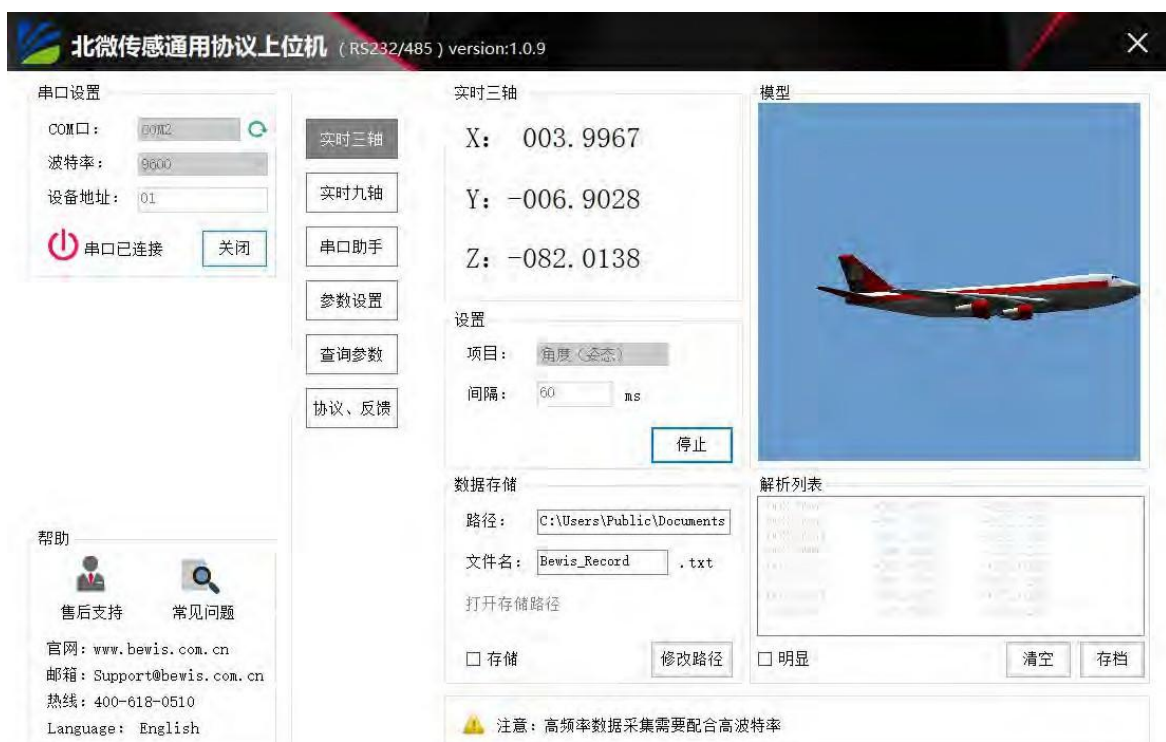 北微传感通用协议上位机 （RS232/485）version:1.0.9
串口设置
COM口： COM2
波特率： 9600
设备地址： 01
串口已连接
关闭
实时三轴
实时九轴
串口助手
参数设置
查询参数
协议、反馈
帮助
售后支持 常见问题
官网：www.bewis.com.cn
邮箱：Support@bewis.com.cn
热线：400-618-0510
Language： English
实时三轴
X： 003.9967
Y： -006.9028
Z： -082.0138
设置
项目： 角度（姿态）
间隔： 60 ms
停止
数据存储
路径： C:\Users\Public\Documents
文件名： Bewis_Record .txt
打开存储路径
存储
修改路径
模型
解析列表
明显
清空
存档
注意：高频率数据采集需要配合高波特率